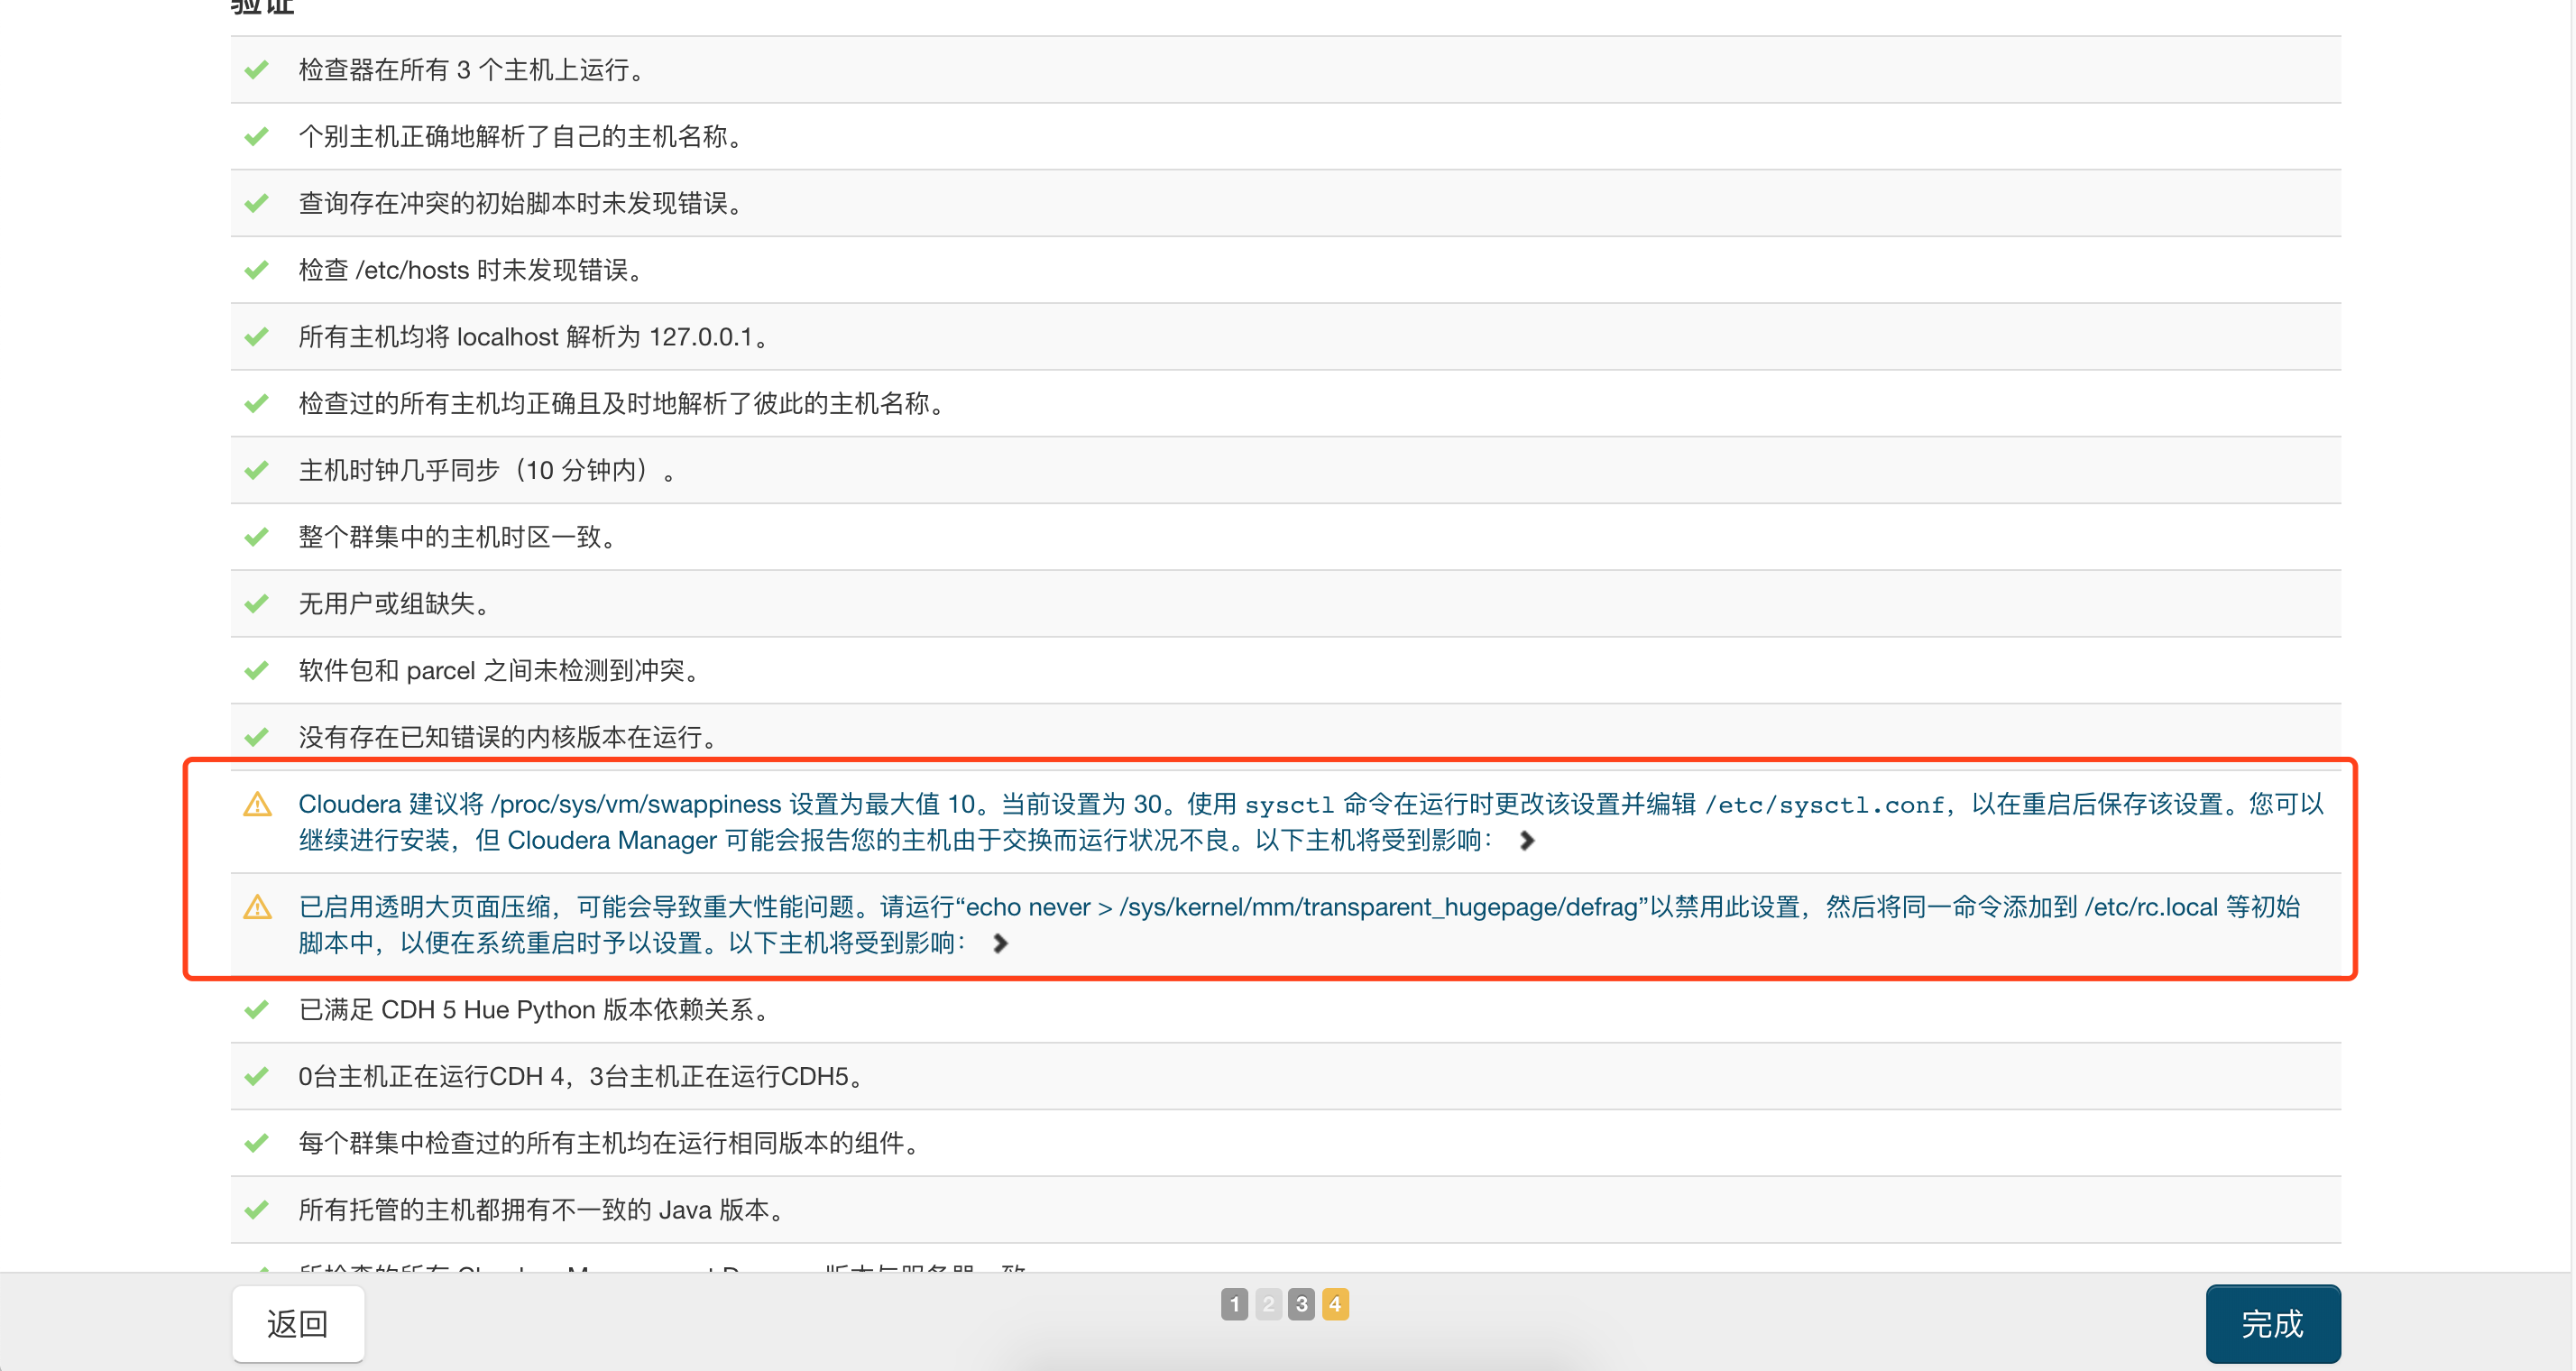 验证
检查器在所有 3 个主机上运行。
个别主机正确地解析了自己的主机名称。
查询存在冲突的初始脚本时未发现错误。
检查 /etc/hosts 时未发现错误。
所有主机均将 localhost 解析为 127.0.0.1。
检查过的所有主机均正确且及时地解析了彼此的主机名称。
主机时钟几乎同步（10 分钟内）。
整个群集中的主机时区一致。
无用户或组缺失。
软件包和 parcel 之间未检测到冲突。
没有存在已知错误的内核版本在运行。
Cloudera 建议将 /proc/sys/vm/swappiness 设置为最大值 10。当前设置为 30。使用 sysctl 命令在运行时更改该设置并编辑 /etc/sysctl.conf，以在重启后保存该设置。您可以
继续进行安装，但 Cloudera Manager 可能会报告您的主机由于交换而运行状况不良。以下主机将受到影响：
已启用透明大页面压缩，可能会导致重大性能问题。请运行“echo never > /sys/kernel/mm/transparent_hugepage/defrag”以禁用此设置，然后将同一命令添加到 /etc/rc.local 等初始
脚本中，以便在系统重启时予以设置。以下主机将受到影响：
已满足 CDH 5 Hue Python 版本依赖关系。
0台主机正在运行CDH 4，3台主机正在运行CDH5。
每个群集中检查过的所有主机均在运行相同版本的组件。
所有托管的主机都拥有不一致的 Java 版本。
返回
1 2 3 4
完成